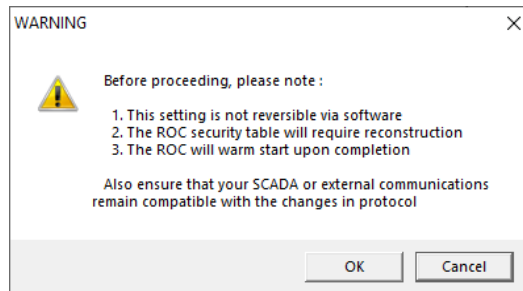 WARNING
Before proceeding, please note :
1. This setting is not reversible via software
2. The ROC security table will require reconstruction
3. The ROC will warm start upon completion
Also ensure that your SCADA or external communications
remain compatible with the changes in protocol
OK
Cancel